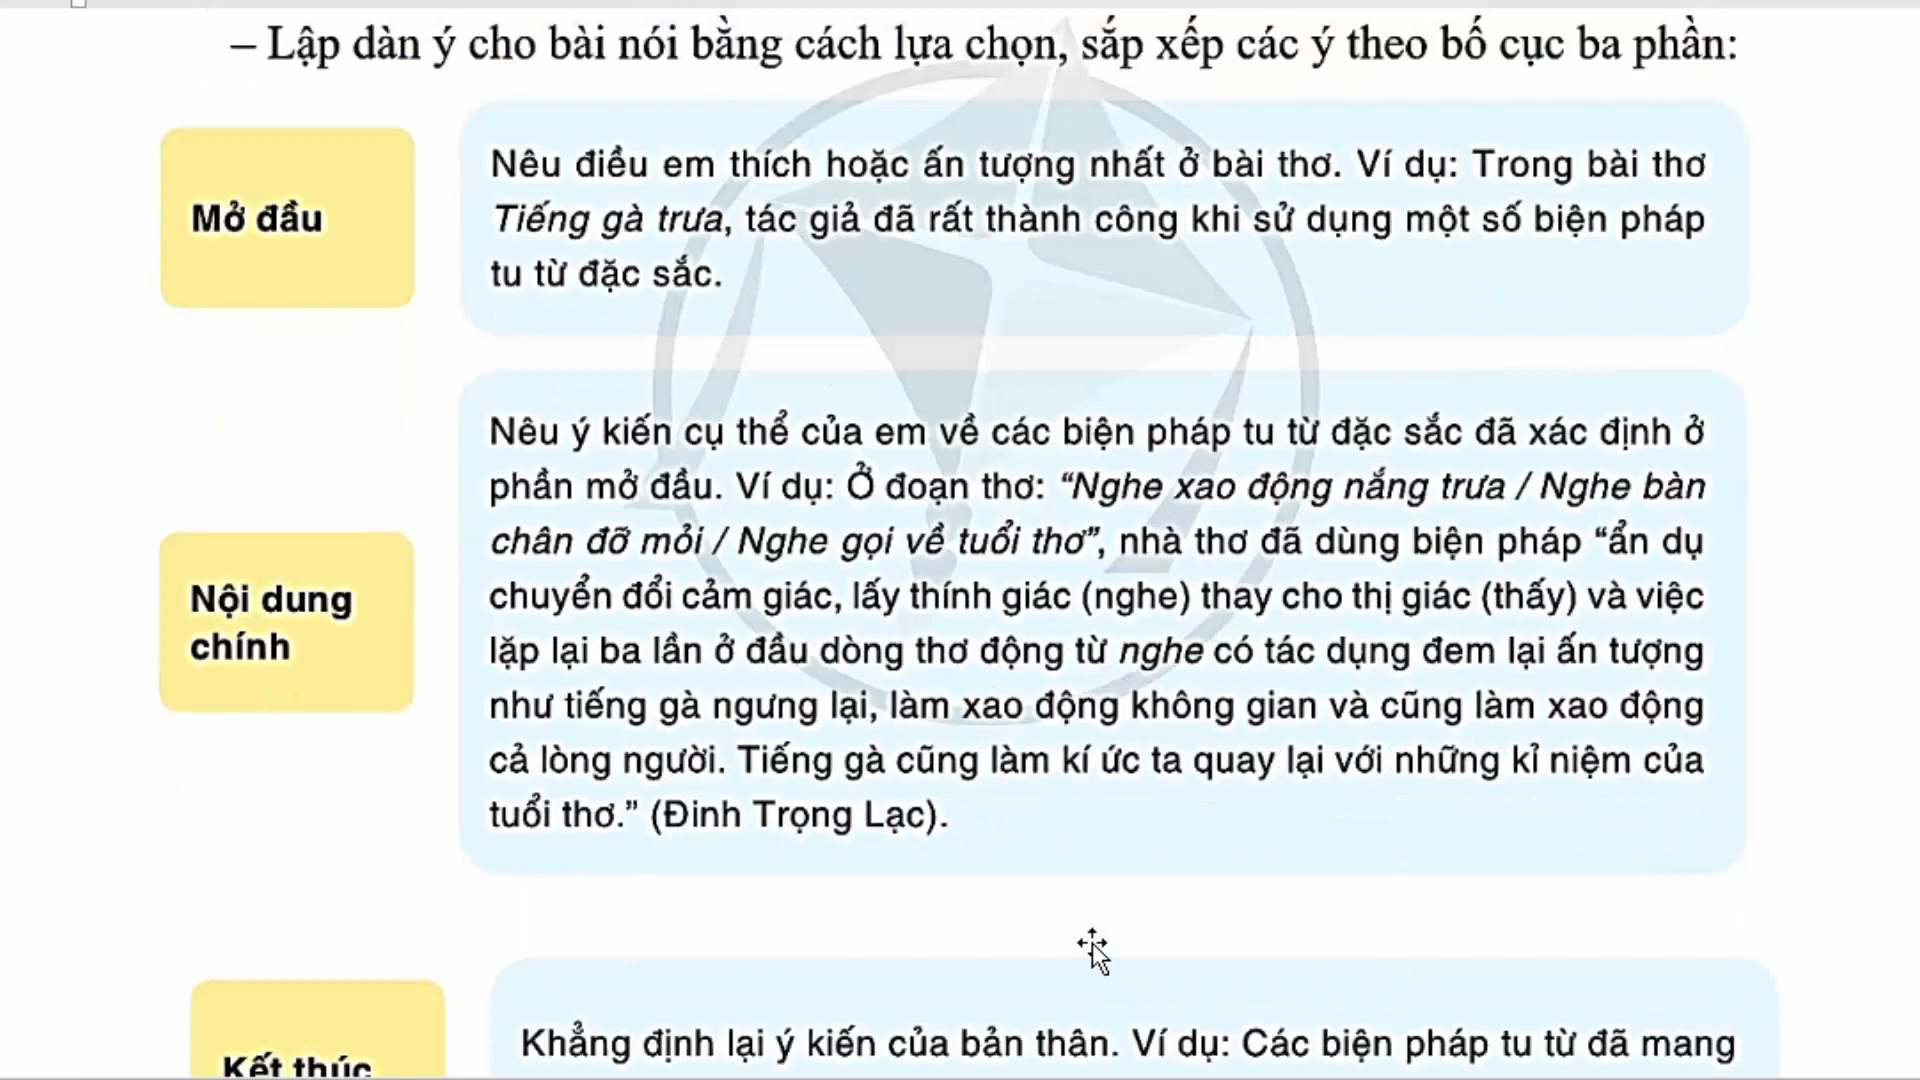 – Lập dàn ý cho bài nói bằng cách lựa chọn, sắp xếp các ý theo bố cục ba phần:
Mở đầu
Nêu điều em thích hoặc ấn tượng nhất ở bài thơ. Ví dụ: Trong bài thơ
Tiếng gà trưa, tác giả đã rất thành công khi sử dụng một số biện pháp
tu từ đặc sắc.
Nội dung
chính
Nêu ý kiến cụ thể của em về các biện pháp tu từ đặc sắc đã xác định ở
phần mở đầu. Ví dụ: Ở đoạn thơ: “Nghe xao động nắng trưa / Nghe bàn
chân đỡ mỏi / Nghe gọi về tuổi thơ”, nhà thơ đã dùng biện pháp “ẩn dụ
chuyển đổi cảm giác, lấy thính giác (nghe) thay cho thị giác (thấy) và việc
lặp lại ba lần ở đầu dòng thơ động từ nghe có tác dụng đem lại ấn tượng
như tiếng gà ngưng lại, làm xao động không gian và cũng làm xao động
cả lòng người. Tiếng gà cũng làm kí ức ta quay lại với những kỉ niệm của
tuổi thơ.” (Đinh Trọng Lạc).
Kết thúc
Khẳng định lại ý kiến của bản thân. Ví dụ: Các biện pháp tu từ đã mang